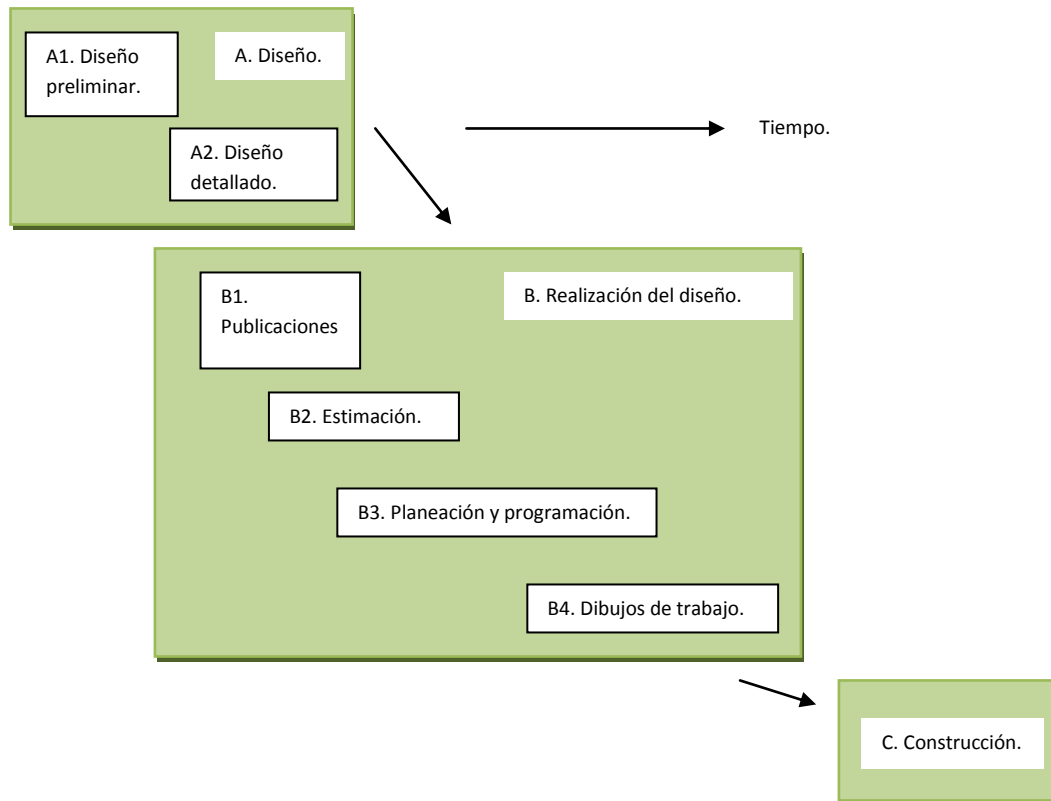 A1. Diseño
preliminar.
A. Diseño.
A2. Diseño
detallado.
Tiempo.
B1.
Publicaciones
B. Realización del diseño.
B2. Estimación.
B3. Planeación y programación.
B4. Dibujos de trabajo.
C. Construcción.